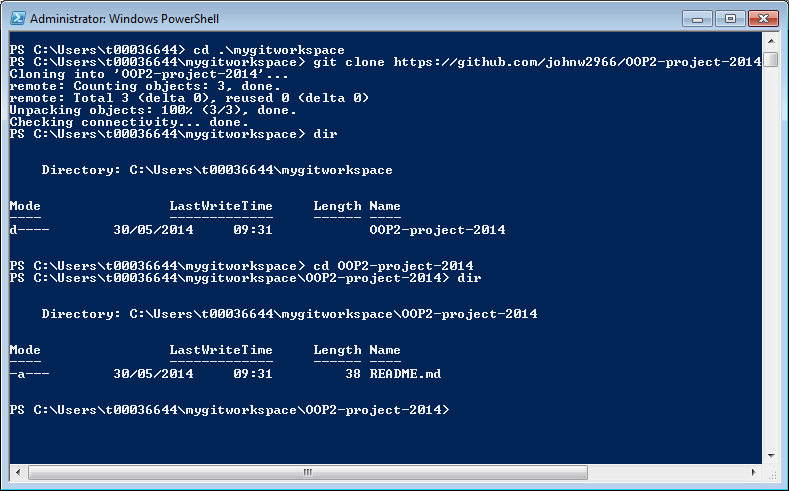 Administrator: Windows PowerShell
PS C:\Users\t00036644> cd .\mygitworkspace
PS C:\Users\t00036644\mygitworkspace> git clone https://github.com/johnw2966/OOP2-project-2014
Cloning into 'OOP2-project-2014'...
remote: Counting objects: 3, done.
remote: Total 3 (delta 0), reused 0 (delta 0)
Unpacking objects: 100% (3/3), done.
Checking connectivity... done.
PS C:\Users\t00036644\mygitworkspace> dir
Directory: C:\Users\t00036644\mygitworkspace
Mode LastWriteTime Length Name
---- ------------- ------ ----
d---- 30/05/2014 09:31 OOP2-project-2014
PS C:\Users\t00036644\mygitworkspace> cd OOP2-project-2014
PS C:\Users\t00036644\mygitworkspace\OOP2-project-2014> dir
Directory: C:\Users\t00036644\mygitworkspace\OOP2-project-2014
Mode LastWriteTime Length Name
---- ------------- ------ ----
-a--- 30/05/2014 09:31 38 README.md
PS C:\Users\t00036644\mygitworkspace\OOP2-project-2014>